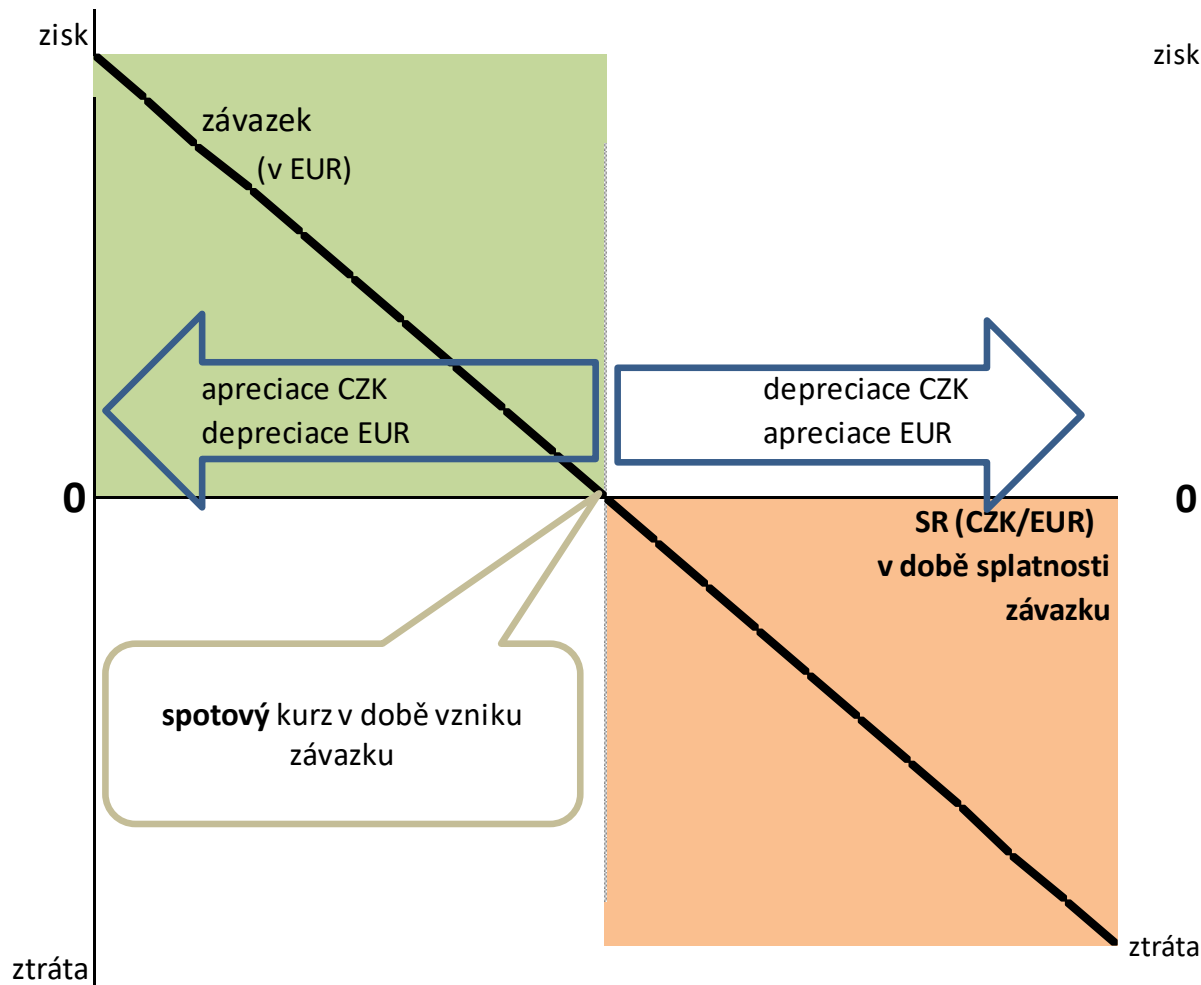 zisk
zisk
závazek
(v EUR)
apreciace CZK
depreciace EUR
depreciace CZK
apreciace EUR
0
0
SR (CZK/EUR)
v době splatnosti
závazku
spotový kurz v době vzniku
závazku
ztráta
ztráta